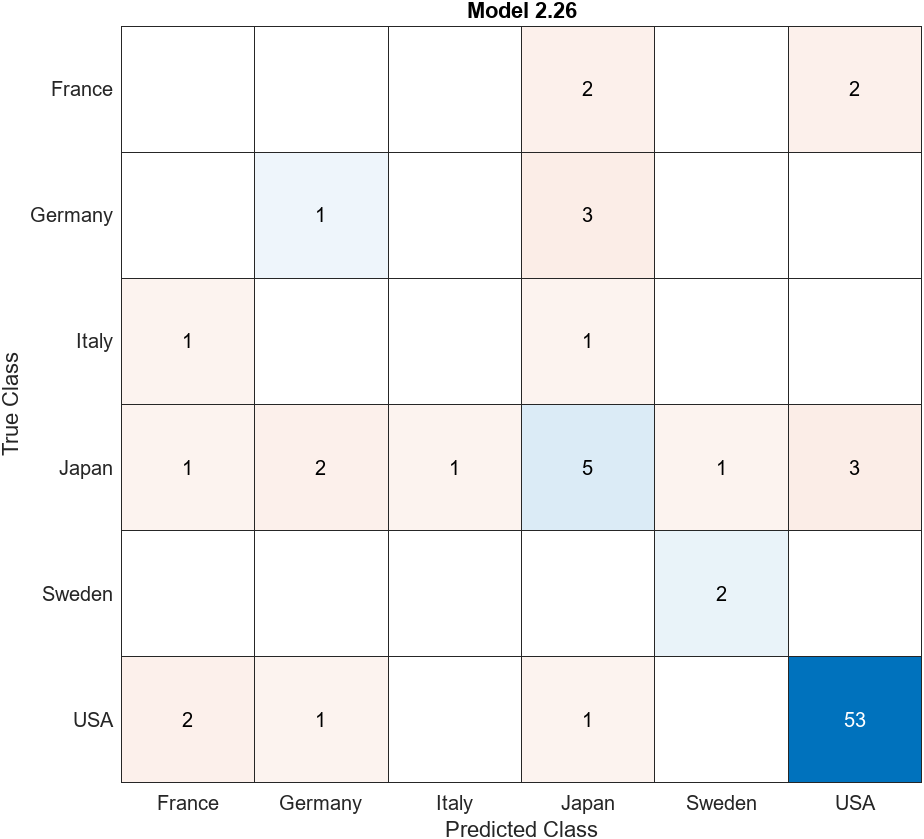 Model 2.26
True Class
France 2 2
Germany 1 3
Italy 1 1
Japan 1 2 1 5 1 3
Sweden 2
USA 2 1 1 53
France Germany Italy Japan Sweden USA
Predicted Class